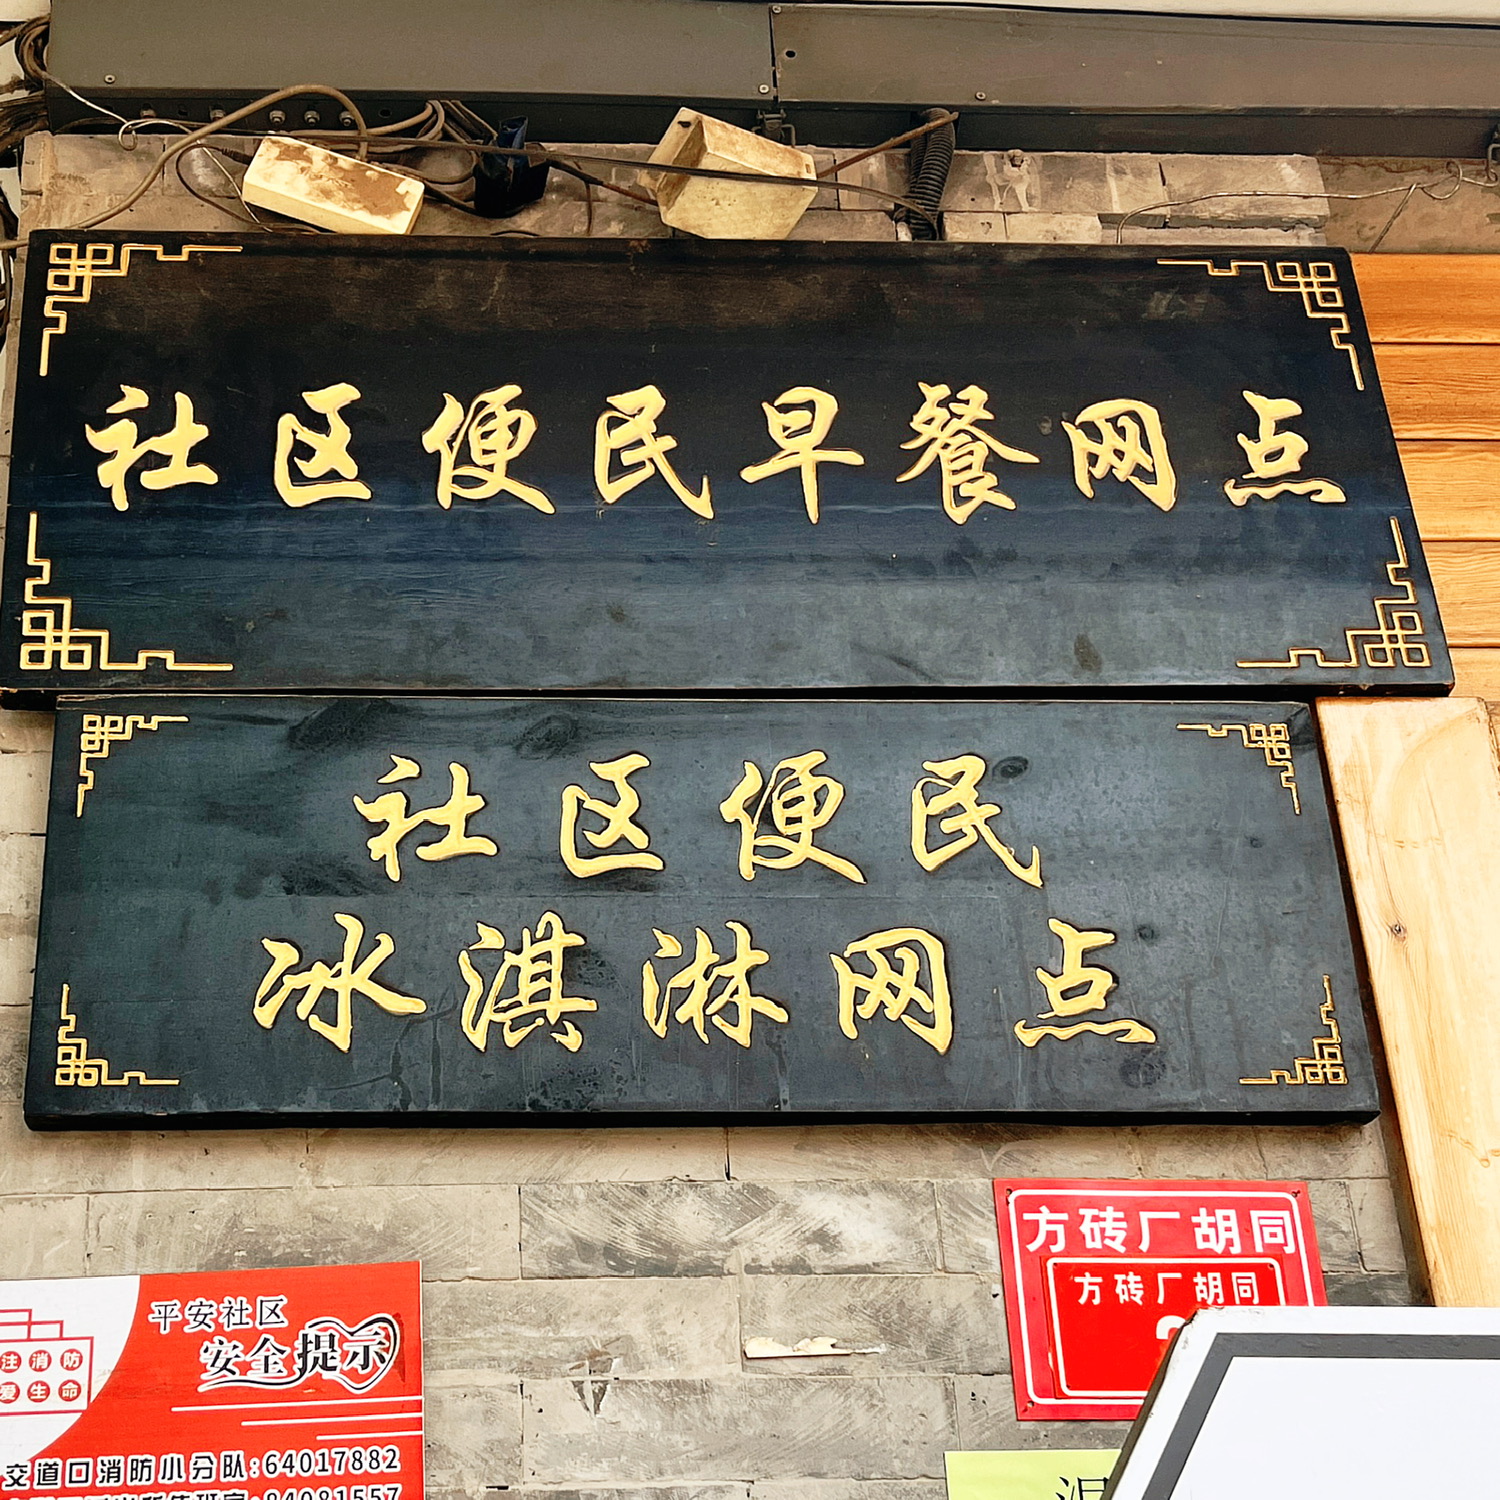 社区便民早餐网点
社区便民
冰淇淋网点
方砖厂胡同
方砖厂胡同
平安社区
安全提示
注消防
爱生命
交道口消防小分队:64017882
84081557